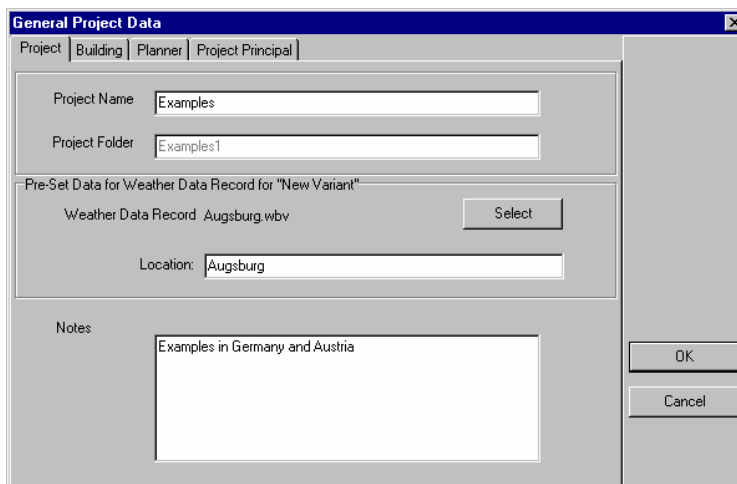 General Project Data
Project Building Planner Project Principal
Project Name Examples
Project Folder Examples1
Pre-Set Data for Weather Data Record for "New Variant"
Weather Data Record Augsburg.wbv Select
Location: Augsburg
Notes
Examples in Germany and Austria
OK
Cancel